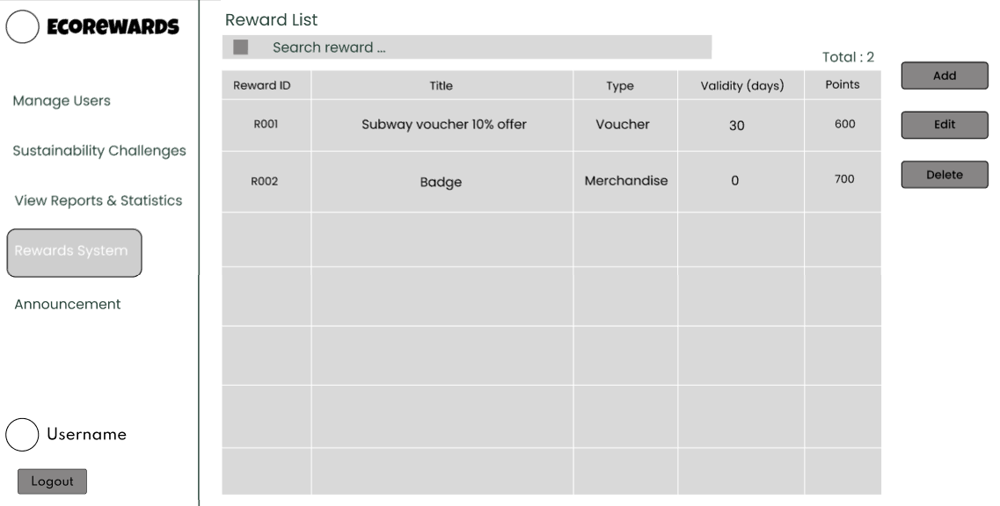 ECOREWARDS
Manage Users
Sustainability Challenges
View Reports & Statistics
Rewards System
Announcement
Username
Logout
Reward List
Search reward ...
Total : 2
Reward ID Title Type Validity (days) Points
R001 Subway voucher 10% offer Voucher 30 600
R002 Badge Merchandise 0 700
Add
Edit
Delete